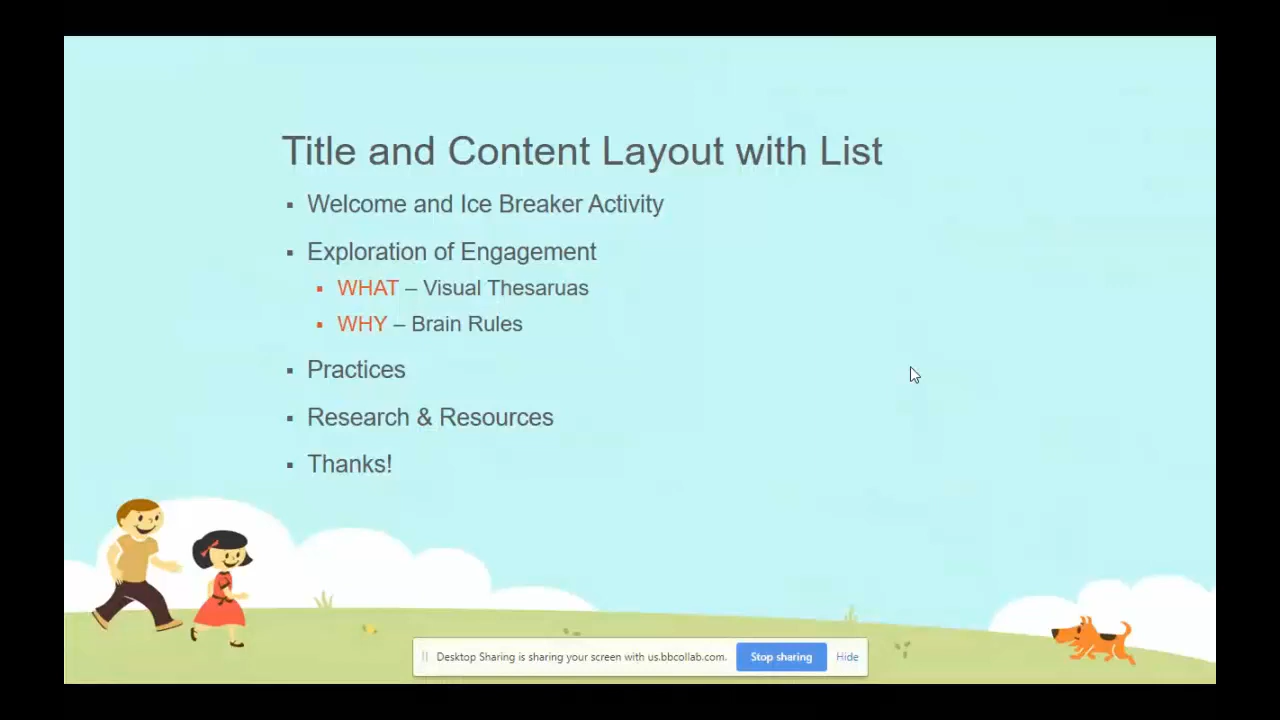 Title and Content Layout with List
▪ Welcome and Ice Breaker Activity
▪ Exploration of Engagement
▪ WHAT – Visual Thesaruas
▪ WHY – Brain Rules
▪ Practices
▪ Research & Resources
▪ Thanks!
Desktop Sharing is sharing your screen with us.bbcollab.com. Stop sharing Hide